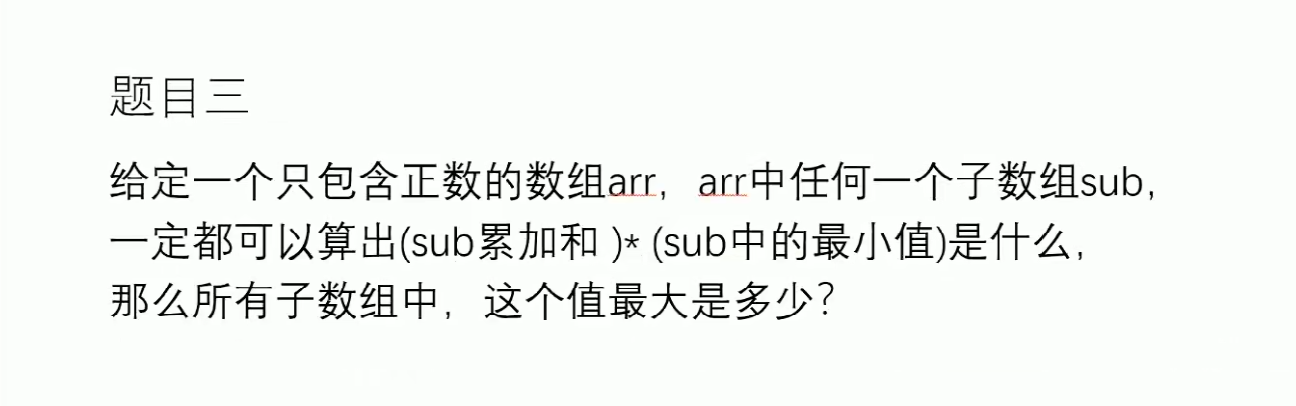 题目三
给定一个只包含正数的数组arr，arr中任何一个子数组sub，
一定都可以算出(sub累加和 )* (sub中的最小值)是什么，
那么所有子数组中，这个值最大是多少？